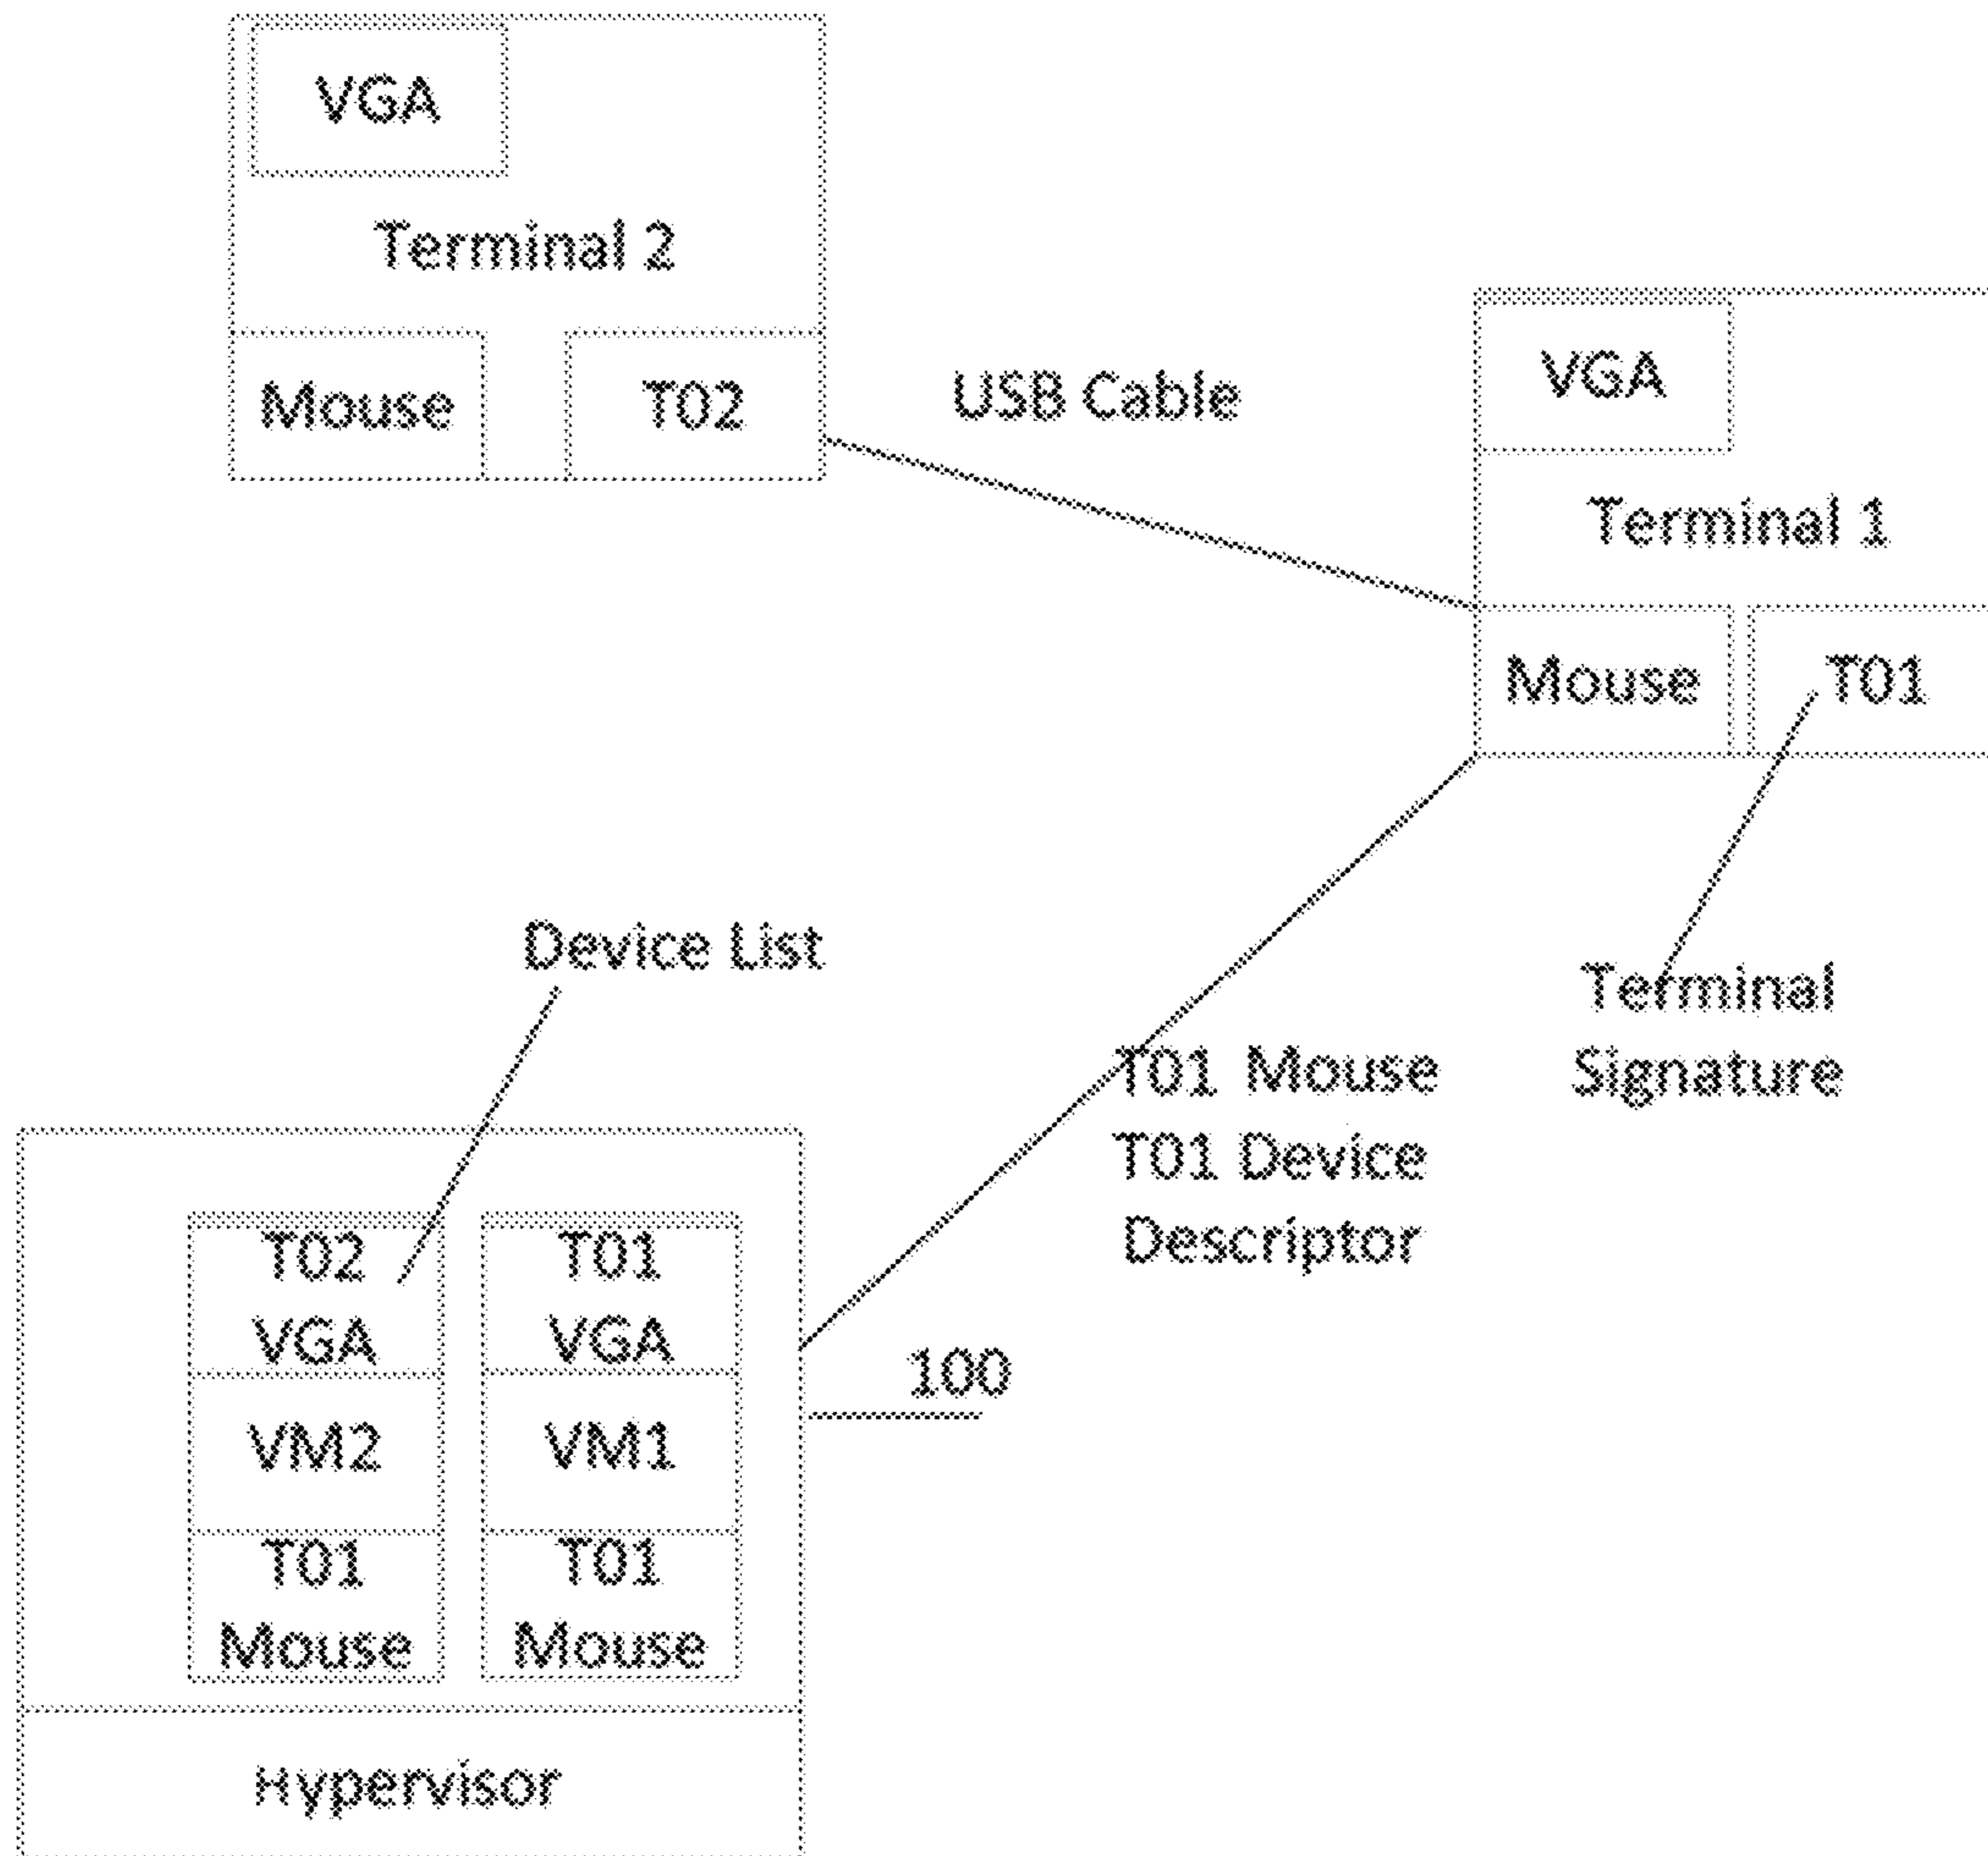 VGA
Terminal 2
Mouse
T02
USB Cable
VGA
Terminal 1
Mouse
T01
Device List
Terminal
Signature
T01 Mouse
T01 Device
Descriptor
T02
VGA
VM2
T01
Mouse
T01
VGA
VM1
T01
Mouse
100
Hypervisor